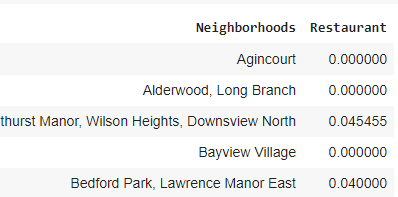 Neighborhoods Restaurant
Agincourt 0.000000
Alderwood, Long Branch 0.000000
thurst Manor, Wilson Heights, Downsview North 0.045455
Bayview Village 0.000000
Bedford Park, Lawrence Manor East 0.040000